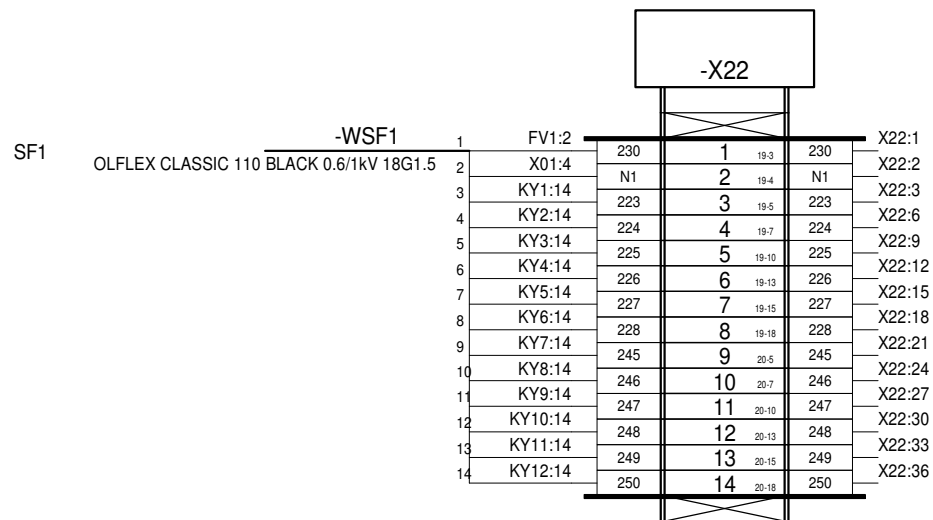 -X22
SF1
-WSF1
OLFLEX CLASSIC 110 BLACK 0.6/1kV 18G1.5
1 FV1:2 230 1 19-3 230 X22:1
2 X01:4 N1 2 19-4 N1 X22:2
3 KY1:14 223 3 19-5 223 X22:3
4 KY2:14 224 4 19-7 224 X22:6
5 KY3:14 225 5 19-10 225 X22:9
6 KY4:14 226 6 19-13 226 X22:12
7 KY5:14 227 7 19-15 227 X22:15
8 KY6:14 228 8 19-18 228 X22:18
9 KY7:14 245 9 20-5 245 X22:21
10 KY8:14 246 10 20-7 246 X22:24
11 KY9:14 247 11 20-10 247 X22:27
12 KY10:14 248 12 20-13 248 X22:30
13 KY11:14 249 13 20-15 249 X22:33
14 KY12:14 250 14 20-18 250 X22:36